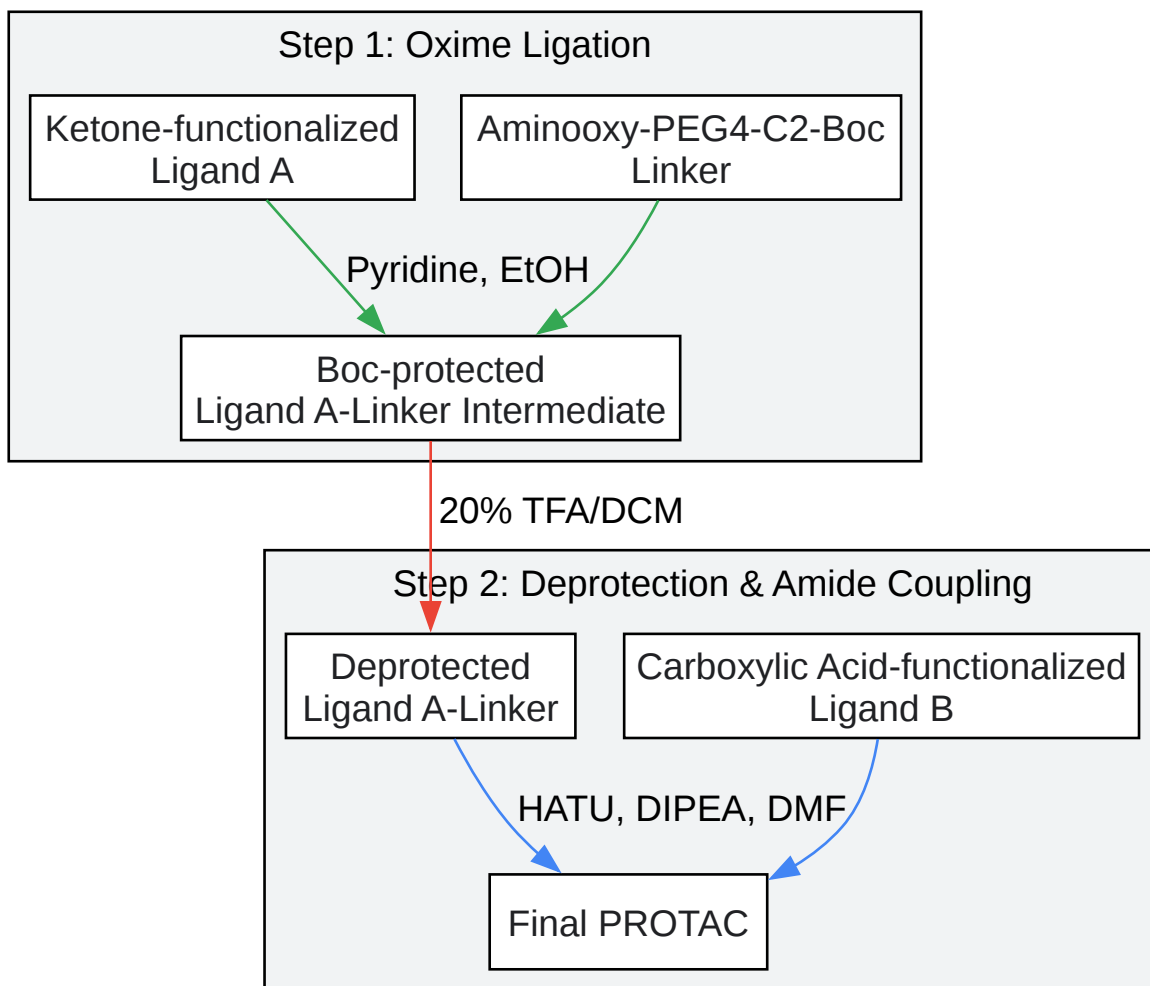 Step 1: Oxime Ligation
Ketone-functionalized
Ligand A
Aminooxy-PEG4-C2-Boc
Linker
Pyridine, EtOH
Boc-protected
Ligand A-Linker Intermediate
20% TFA/DCM
Step 2: Deprotection & Amide Coupling
Deprotected
Ligand A-Linker
Carboxylic Acid-functionalized
Ligand B
HATU, DIPEA, DMF
Final PROTAC